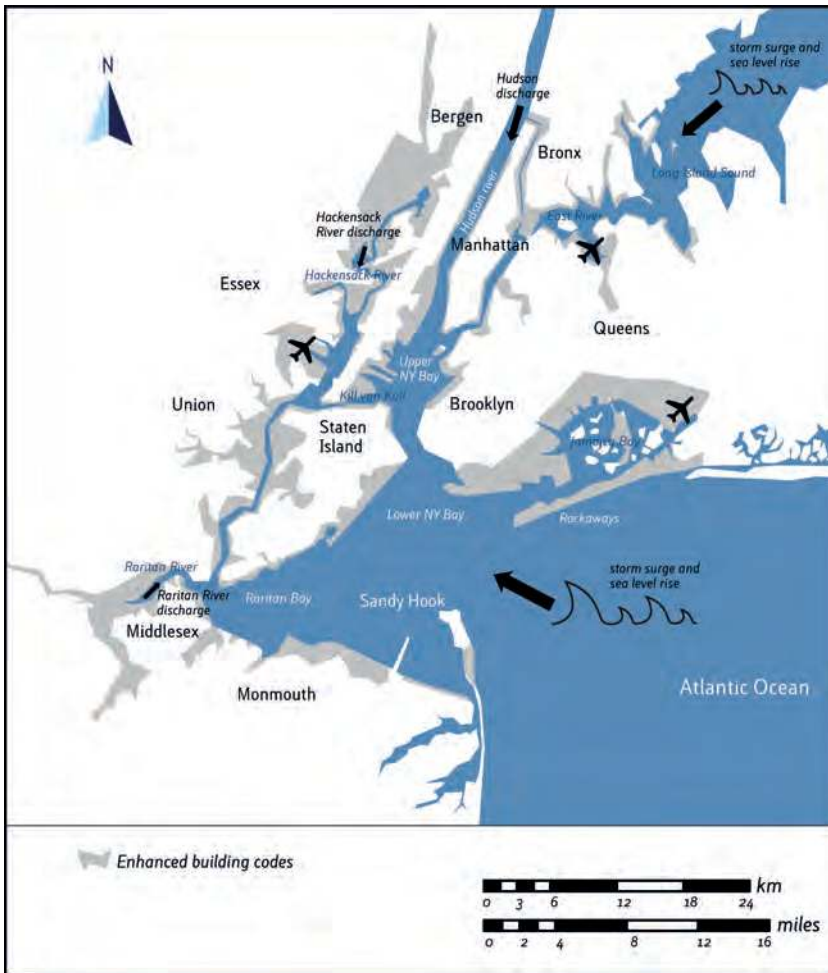 N
storm surge and
sea level rise
Hudson
discharge
Bergen
Bronx
Long Island Sound
Hudson river
East River
Hackensack
River discharge
Manhattan
Hackensack River
Essex
Queens
Upper
NY Bay
Kill van Kull
Union
Brooklyn
Staten
Island
Jamaica Bay
Lower NY Bay
Rockaways
Raritan River
Raritan River
discharge
Raritan Bay
Sandy Hook
storm surge and
sea level rise
Middlesex
Monmouth
Atlantic Ocean
Enhanced building codes
km
0 3 6 12 18 24
miles
0 2 4 8 12 16